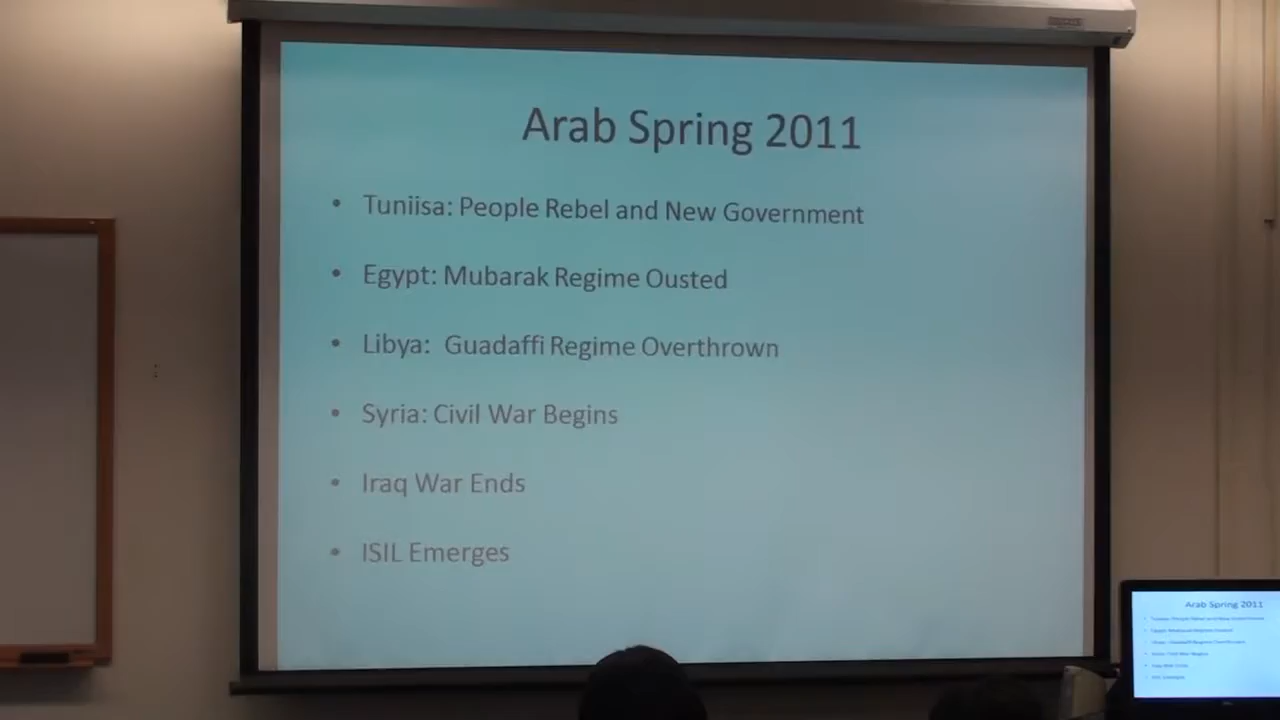 Arab Spring 2011
• Tuniisa: People Rebel and New Government
• Egypt: Mubarak Regime Ousted
• Libya: Guadaffi Regime Overthrown
• Syria: Civil War Begins
• Iraq War Ends
• ISIL Emerges
Arab Spring 2011